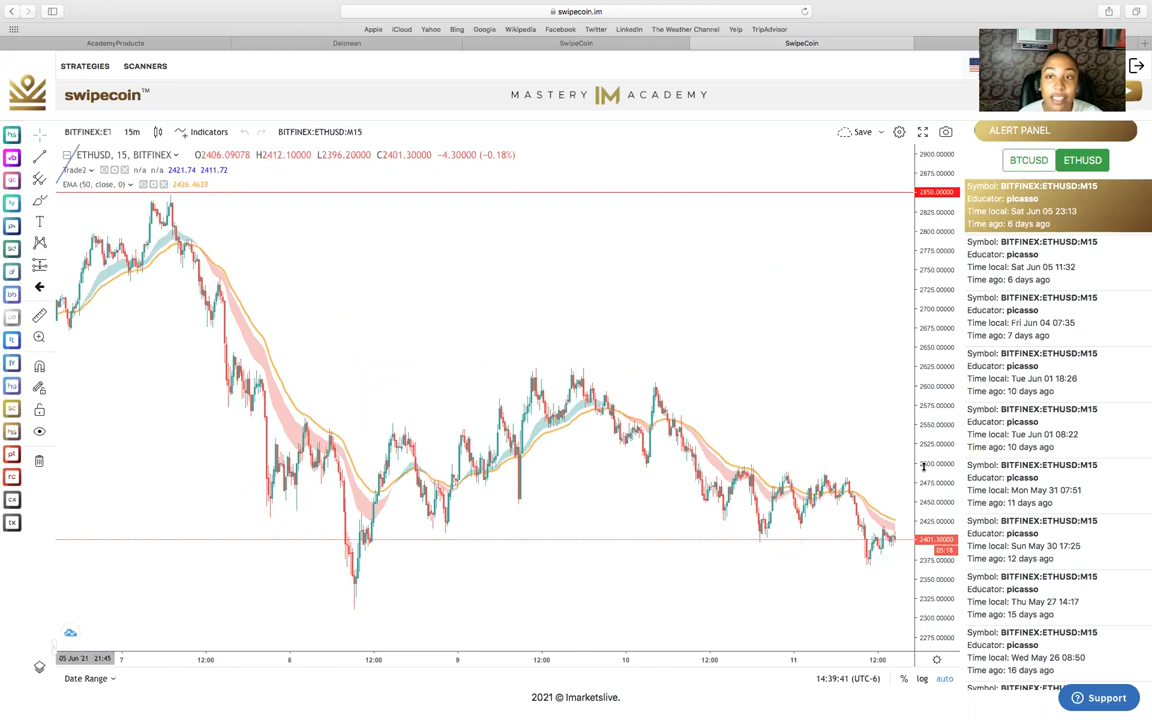 swipecoin.im
Apple iCloud Yahoo Bing Google Wikipedia Facebook Twitter LinkedIn The Weather Channel Yelp TripAdvisor
AcademyProducts Delorean SwipeCoin SwipeCoin
STRATEGIES SCANNERS
swipecoin™ MASTERY IM ACADEMY
BITFINEX:ET 15m Indicators BITFINEX:ETHUSD:M15 Save
ETHUSD, 15, BITFINEX O2406.09078 H2412.10000 L2396.20000 C2401.30000 −4.30000 (−0.18%)
Trade2 n/a n/a 2421.74 2411.72
EMA (50, close, 0) 2426.4628
2900.00000
2875.00000
2850.00000
2825.00000
2800.00000
2775.00000
2750.00000
2725.00000
2700.00000
2675.00000
2650.00000
2625.00000
2600.00000
2575.00000
2550.00000
2525.00000
2500.00000
2475.00000
2450.00000
2425.00000
2401.30000
05:18
2375.00000
2350.00000
2325.00000
2300.00000
2275.00000
05 Jun '21 21:45 7 12:00 8 12:00 9 12:00 10 12:00 11 12:00
Date Range 14:39:41 (UTC-6) % log auto
2021 © Imarketslive.
ALERT PANEL
BTCUSD ETHUSD
Symbol: BITFINEX:ETHUSD:M15
Educator: picasso
Time local: Sat Jun 05 23:13
Time ago: 6 days ago
Symbol: BITFINEX:ETHUSD:M15
Educator: picasso
Time local: Sat Jun 05 11:32
Time ago: 6 days ago
Symbol: BITFINEX:ETHUSD:M15
Educator: picasso
Time local: Fri Jun 04 07:35
Time ago: 7 days ago
Symbol: BITFINEX:ETHUSD:M15
Educator: picasso
Time local: Tue Jun 01 18:26
Time ago: 10 days ago
Symbol: BITFINEX:ETHUSD:M15
Educator: picasso
Time local: Tue Jun 01 08:22
Time ago: 10 days ago
Symbol: BITFINEX:ETHUSD:M15
Educator: picasso
Time local: Mon May 31 07:51
Time ago: 11 days ago
Symbol: BITFINEX:ETHUSD:M15
Educator: picasso
Time local: Sun May 30 17:25
Time ago: 12 days ago
Symbol: BITFINEX:ETHUSD:M15
Educator: picasso
Time local: Thu May 27 14:17
Time ago: 15 days ago
Symbol: BITFINEX:ETHUSD:M15
Educator: picasso
Time local: Wed May 26 08:50
Time ago: 16 days ago
Support